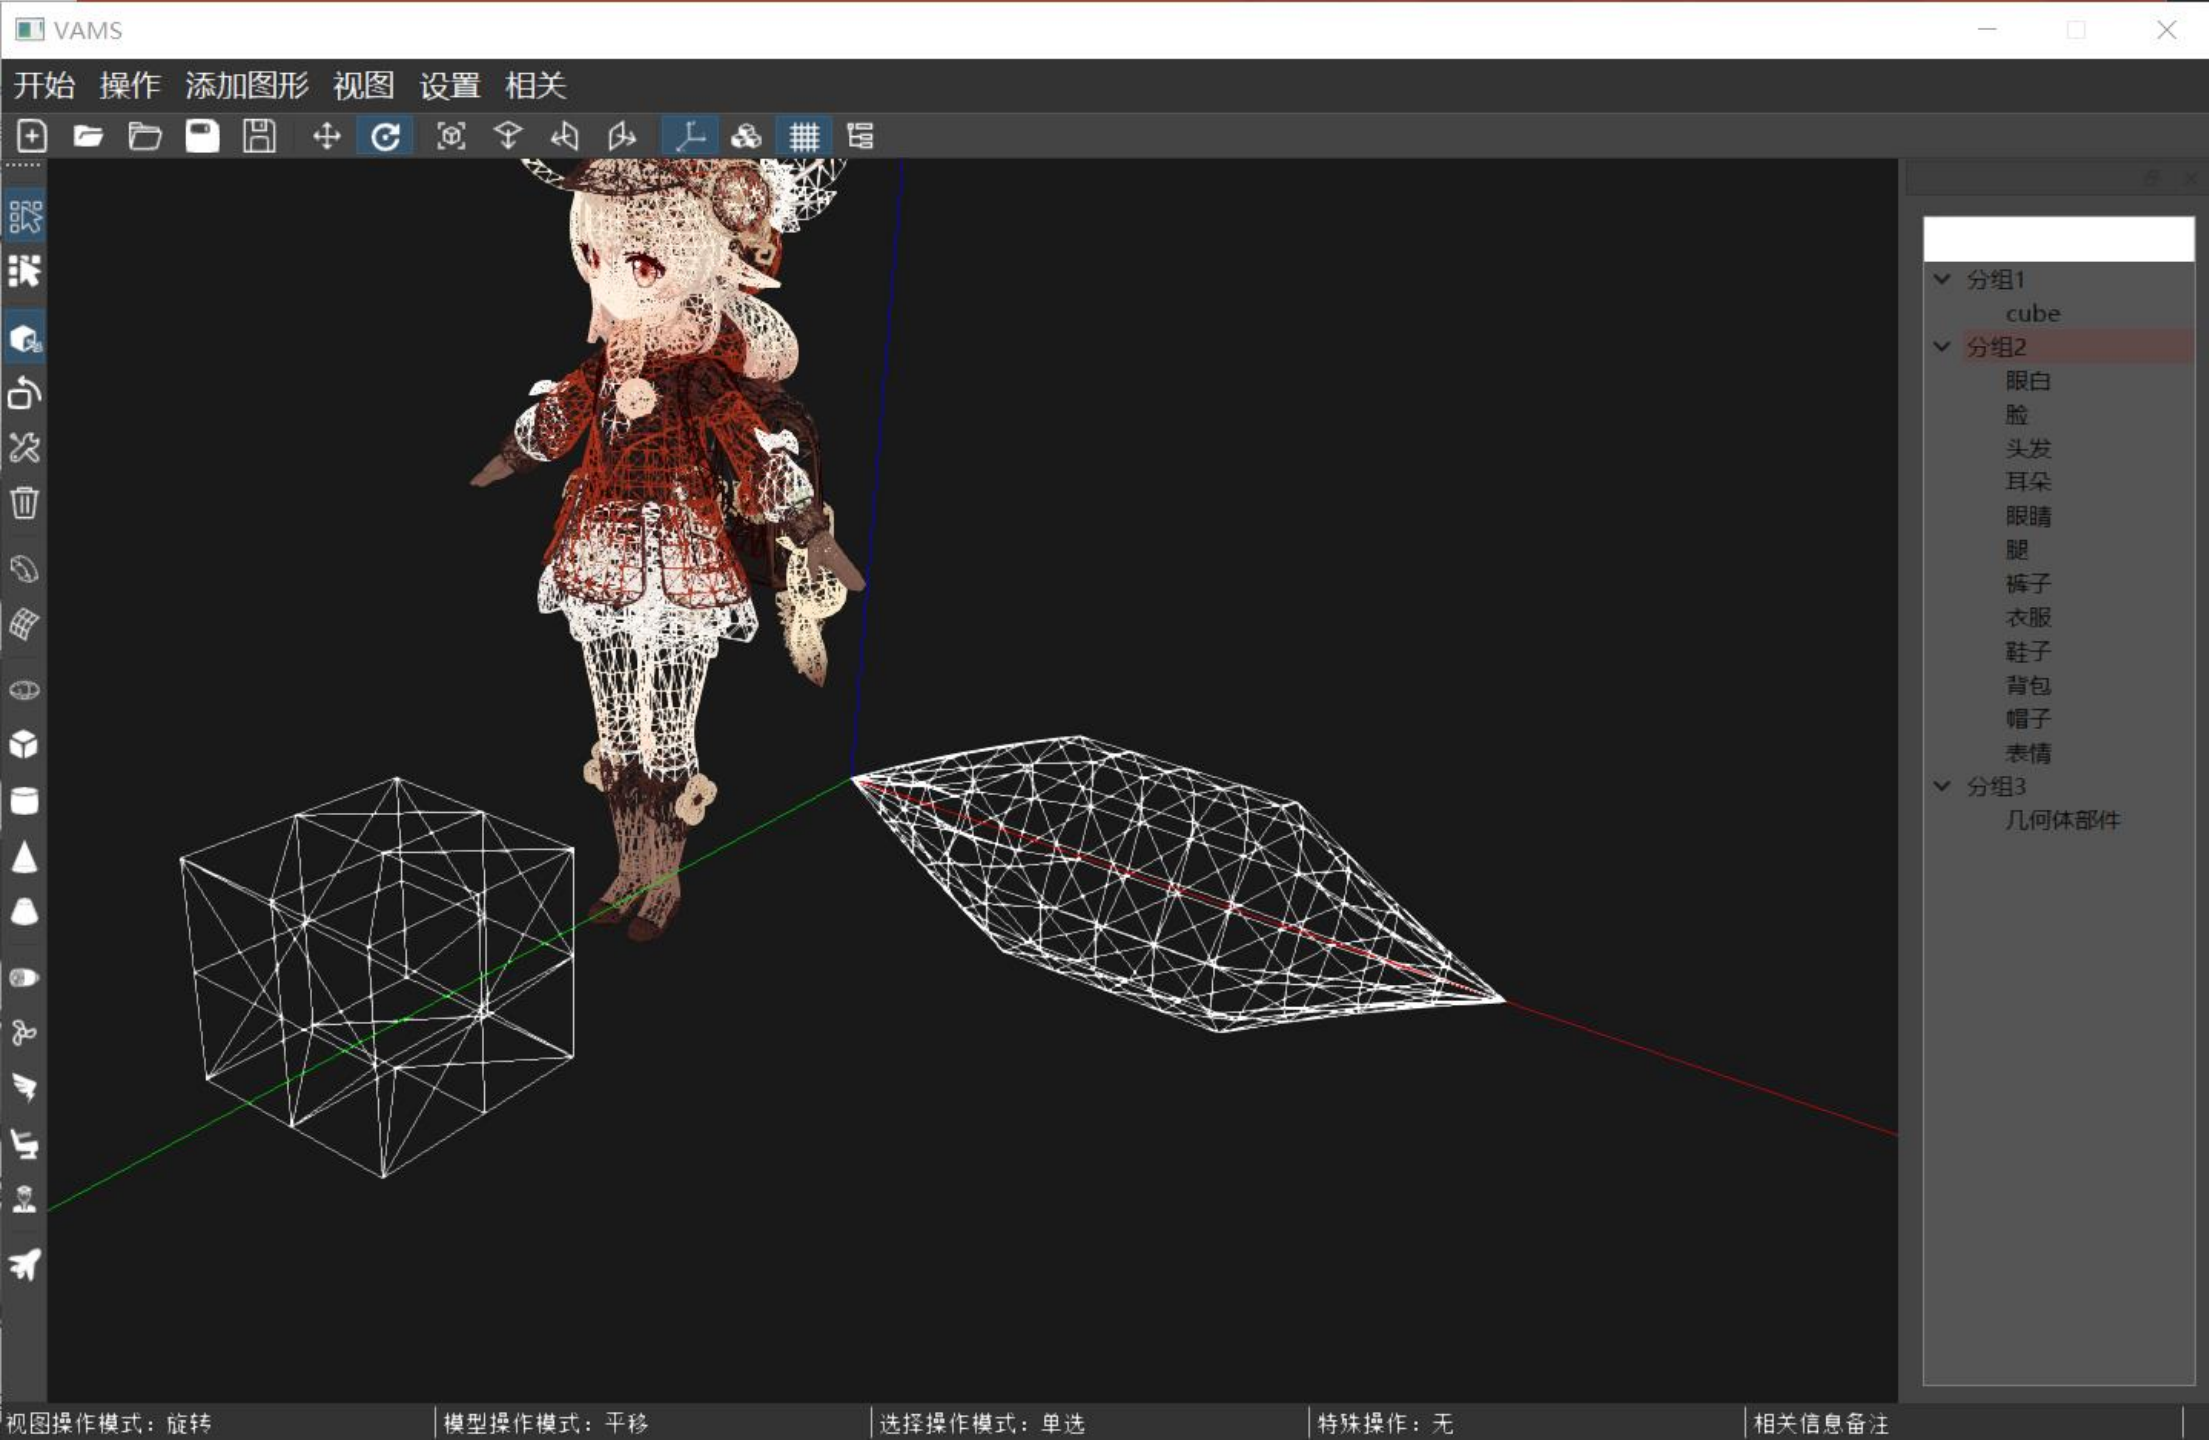 VAMS
开始 操作 添加图形 视图 设置 相关
分组1
cube
分组2
眼白
脸
头发
耳朵
眼睛
腿
裤子
衣服
鞋子
背包
帽子
表情
分组3
几何体部件
视图操作模式：旋转 模型操作模式：平移 选择操作模式：单选 特殊操作：无 相关信息备注